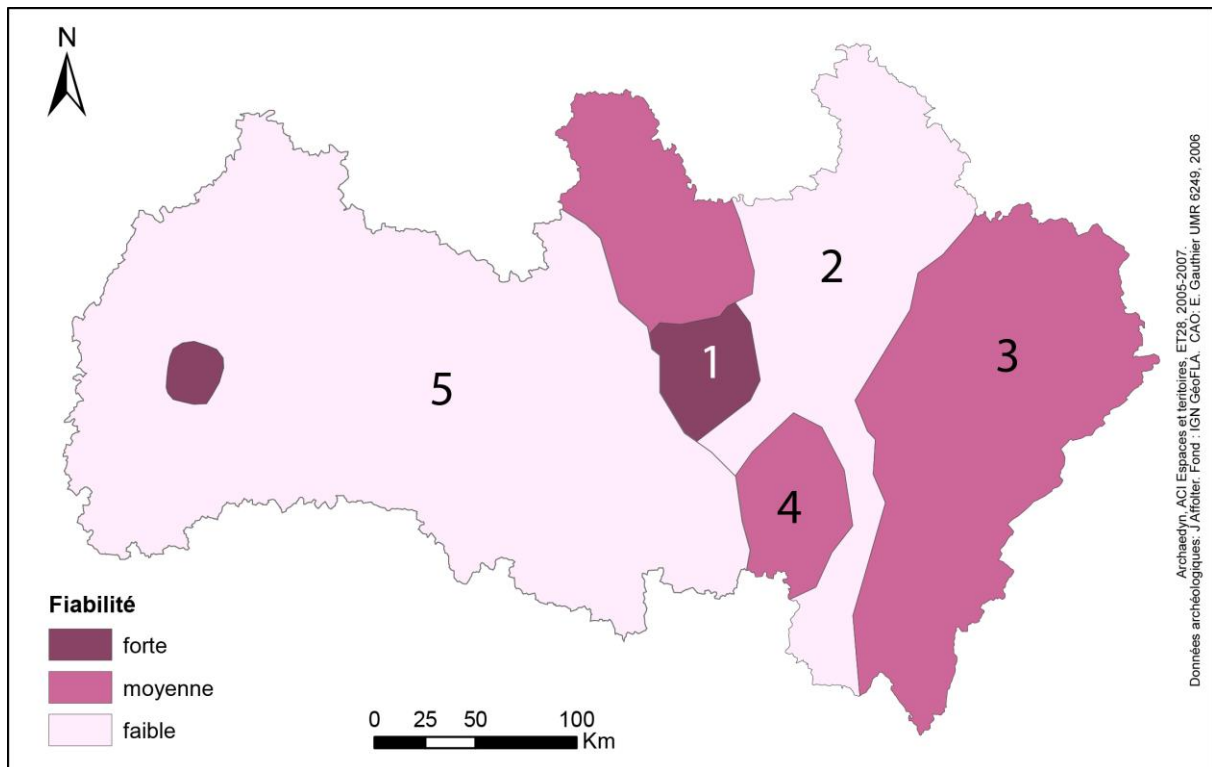 N
2
1
3
5
4
Fiabilité
forte
moyenne
faible
0 25 50 100
Km
Archaedyn, ACI Espaces et teritoires, ET28, 2005-2007.
Données archéologiques: J Affolter. Fond : IGN GéoFLA. CAO: E. Gauthier UMR 6249, 2006